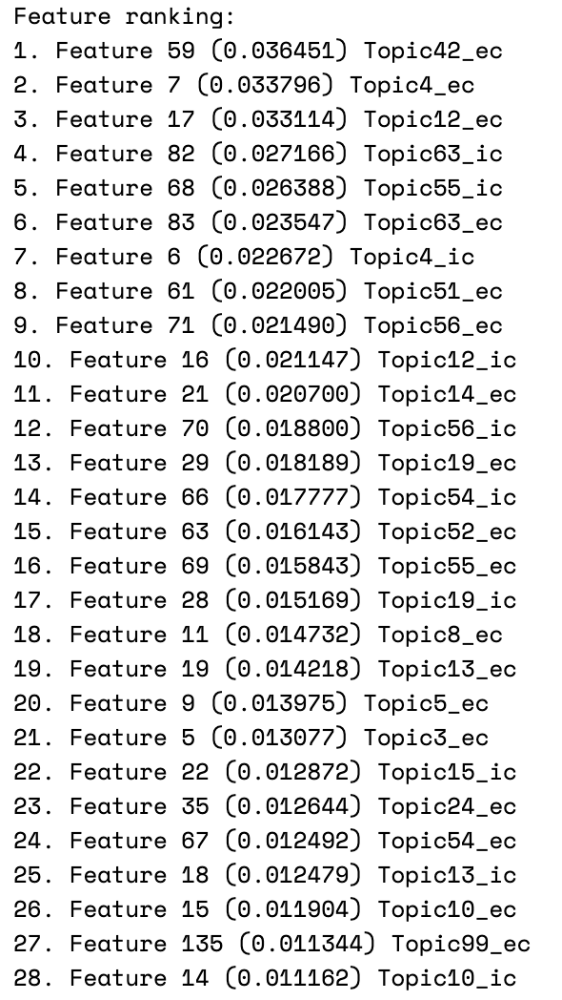 Feature ranking:
1. Feature 59 (0.036451) Topic42_ec
2. Feature 7 (0.033796) Topic4_ec
3. Feature 17 (0.033114) Topic12_ec
4. Feature 82 (0.027166) Topic63_ic
5. Feature 68 (0.026388) Topic55_ic
6. Feature 83 (0.023547) Topic63_ec
7. Feature 6 (0.022672) Topic4_ic
8. Feature 61 (0.022005) Topic51_ec
9. Feature 71 (0.021490) Topic56_ec
10. Feature 16 (0.021147) Topic12_ic
11. Feature 21 (0.020700) Topic14_ec
12. Feature 70 (0.018800) Topic56_ic
13. Feature 29 (0.018189) Topic19_ec
14. Feature 66 (0.017777) Topic54_ic
15. Feature 63 (0.016143) Topic52_ec
16. Feature 69 (0.015843) Topic55_ec
17. Feature 28 (0.015169) Topic19_ic
18. Feature 11 (0.014732) Topic8_ec
19. Feature 19 (0.014218) Topic13_ec
20. Feature 9 (0.013975) Topic5_ec
21. Feature 5 (0.013077) Topic3_ec
22. Feature 22 (0.012872) Topic15_ic
23. Feature 35 (0.012644) Topic24_ec
24. Feature 67 (0.012492) Topic54_ec
25. Feature 18 (0.012479) Topic13_ic
26. Feature 15 (0.011904) Topic10_ec
27. Feature 135 (0.011344) Topic99_ec
28. Feature 14 (0.011162) Topic10_ic